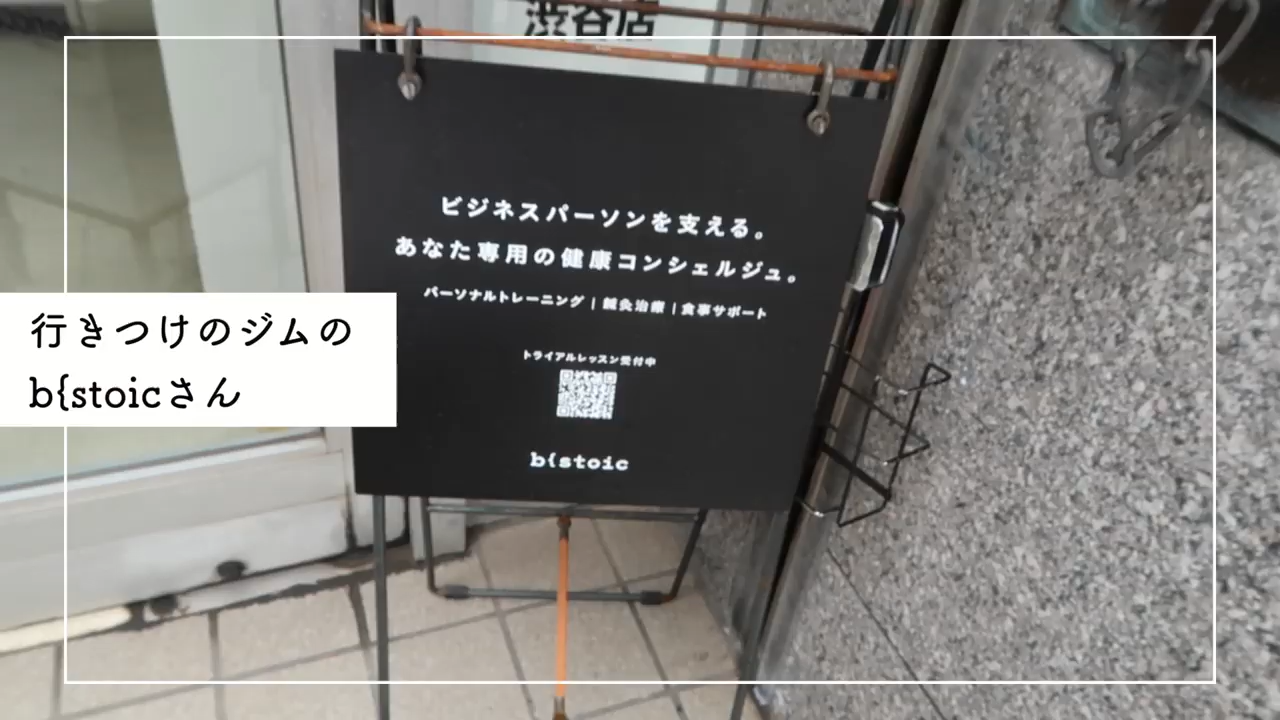 渋谷店
ビジネスパーソンを支える。
あなた専用の健康コンシェルジュ。
パーソナルトレーニング | 鍼灸治療 | 食事サポート
トライアルレッスン受付中
b{stoic
行きつけのジムの
b{stoicさん